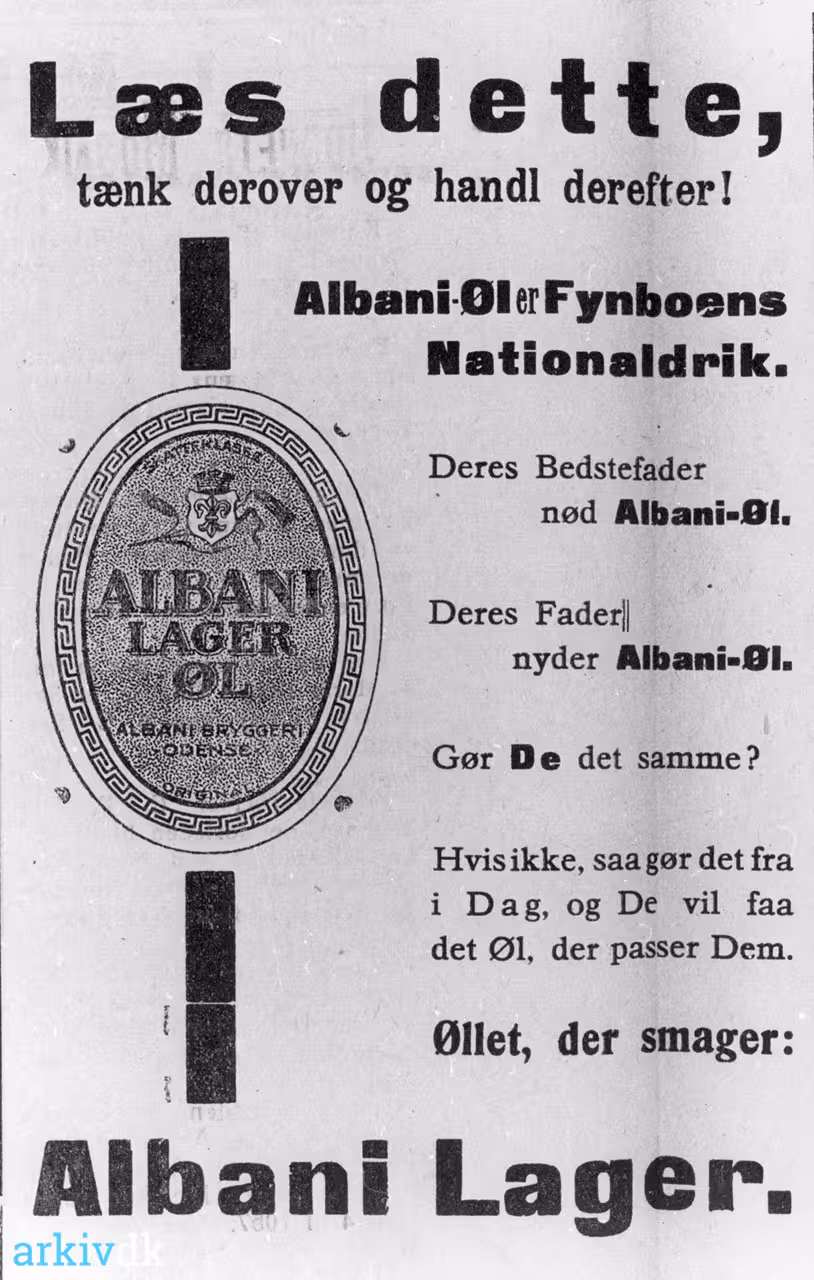 Læs dette,
tænk derover og handl derefter!
Albani-Øl er Fynboens
Nationaldrik.
SKATTEKLASSE I
ALBANI
LAGER
ØL
ALBANI BRYGGERI
ODENSE
ORIGINAL
Deres Bedstefader
nød Albani-Øl.
Deres Fader
nyder Albani-Øl.
Gør De det samme?
Hvis ikke, saa gør det fra
i Dag, og De vil faa
det Øl, der passer Dem.
Øllet, der smager:
Albani Lager.
arkivdk